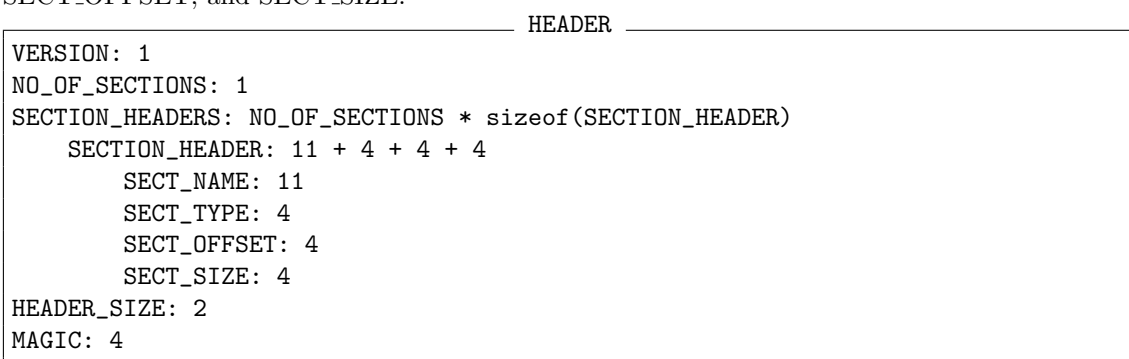 SECT_OFFSET, and SECT_SIZE.
HEADER
VERSION: 1
NO_OF_SECTIONS: 1
SECTION_HEADERS: NO_OF_SECTIONS * sizeof(SECTION_HEADER)
    SECTION_HEADER: 11 + 4 + 4 + 4
        SECT_NAME: 11
        SECT_TYPE: 4
        SECT_OFFSET: 4
        SECT_SIZE: 4
HEADER_SIZE: 2
MAGIC: 4